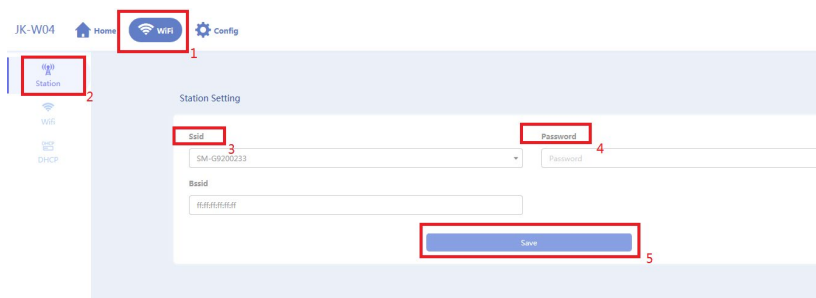 JK-W04 Home WiFi Config
1
Station
2
Wifi
DHCP
Station Setting
Ssid
3
Password
4
SM-G9200233
Password
Bssid
ff:ff:ff:ff:ff:ff
Save
5